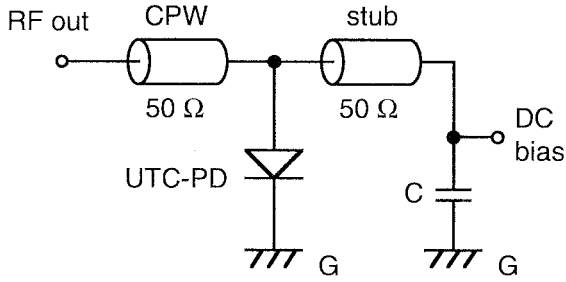 RF out
CPW
stub
50 Ω
50 Ω
DC
bias
UTC-PD
C
G
G